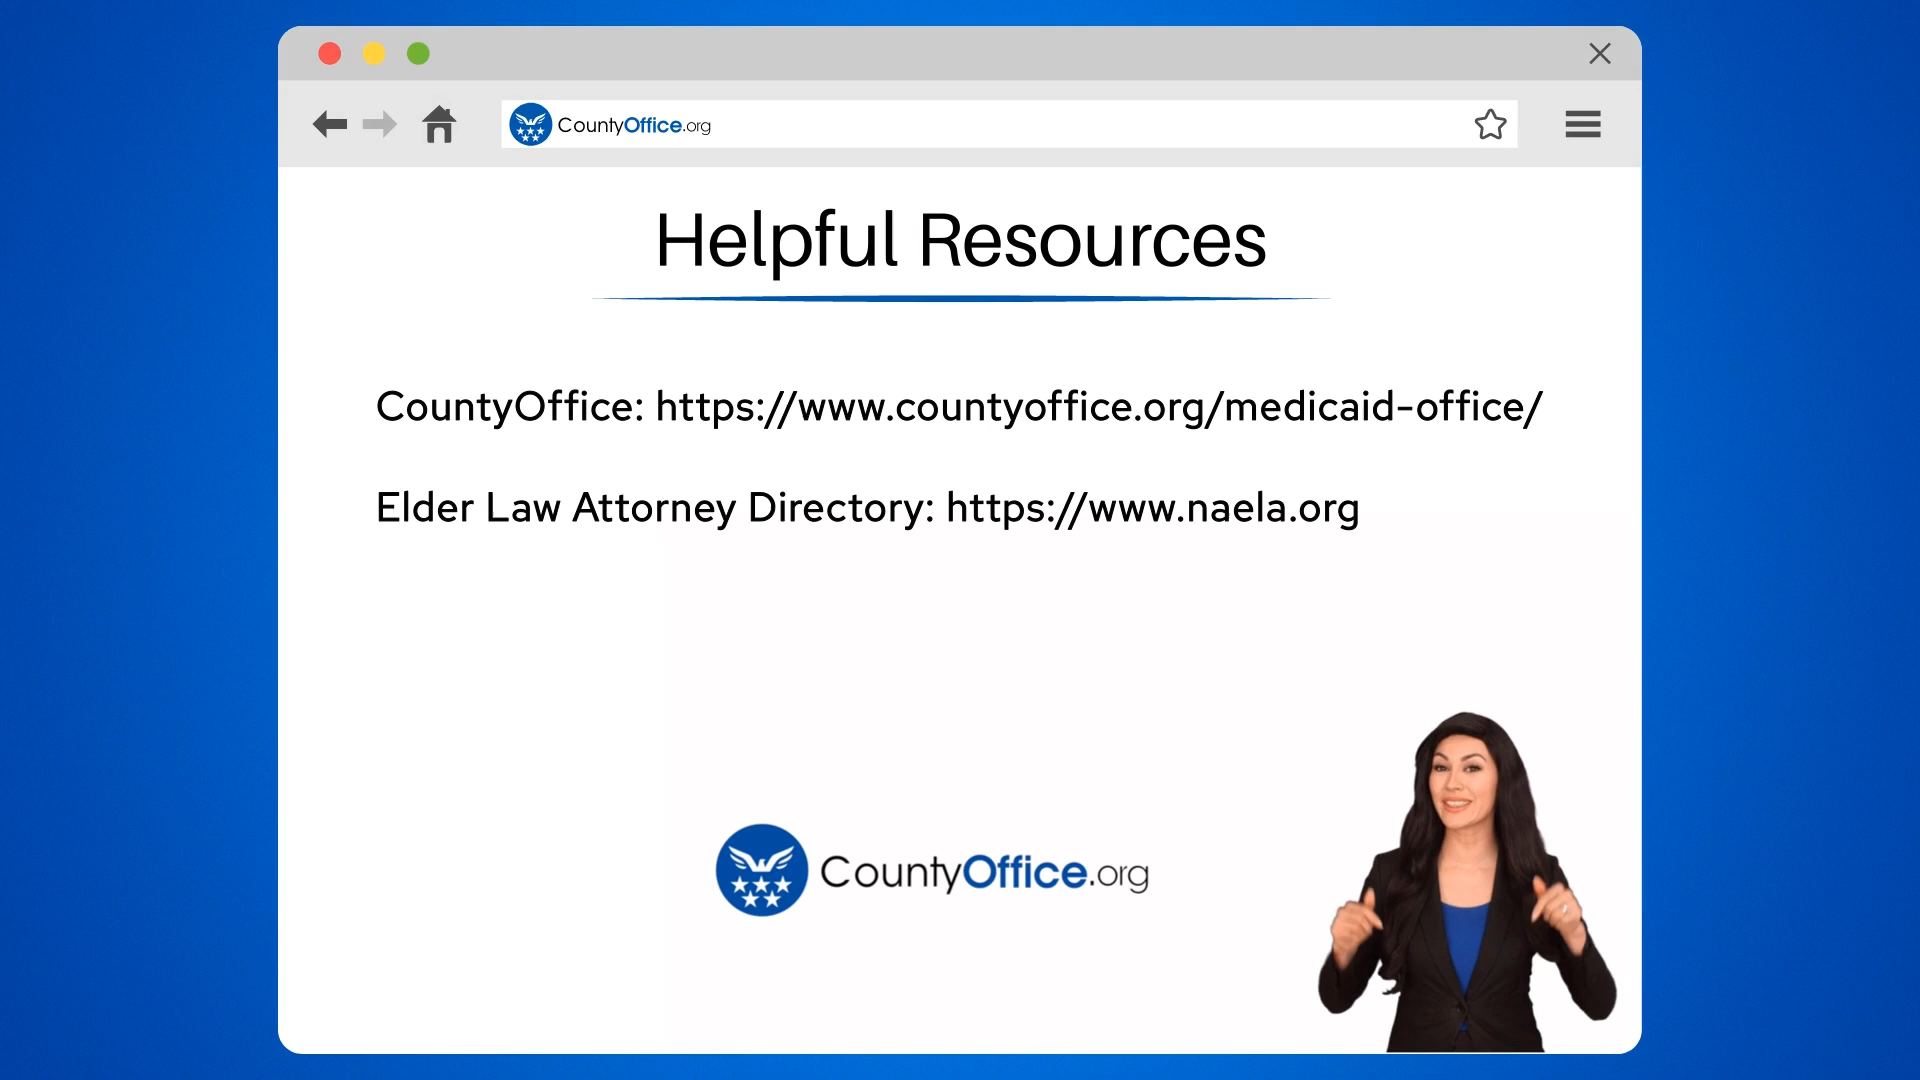 CountyOffice.org
Helpful Resources
CountyOffice: https://www.countyoffice.org/medicaid-office/
Elder Law Attorney Directory: https://www.naela.org
CountyOffice.org